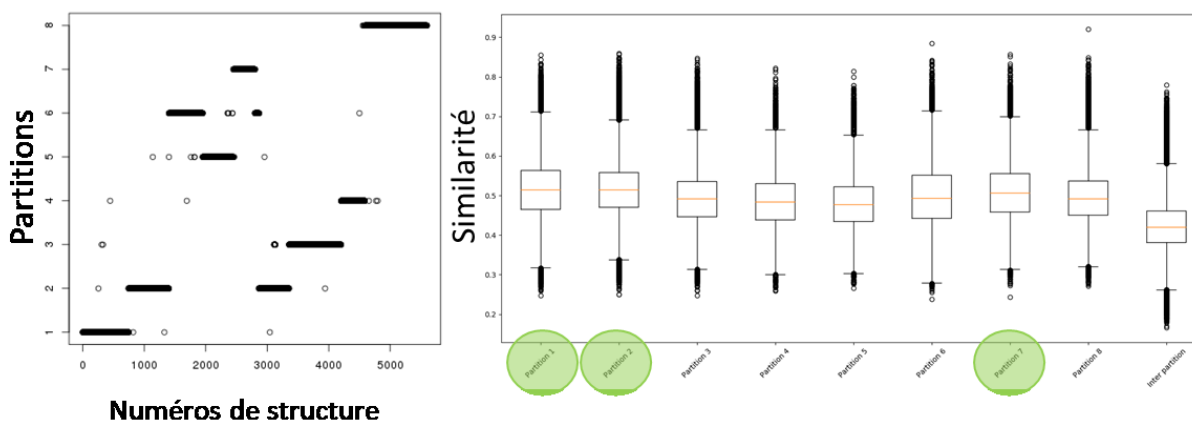 Partitions
8
7
6
5
4
3
2
1
0
1000
2000
3000
4000
5000
Numéros de structure
Similarité
0.9
0.8
0.7
0.6
0.5
0.4
0.3
0.2
Partition 1
Partition 2
Partition 3
Partition 4
Partition 5
Partition 6
Partition 7
Partition 8
Inter partition